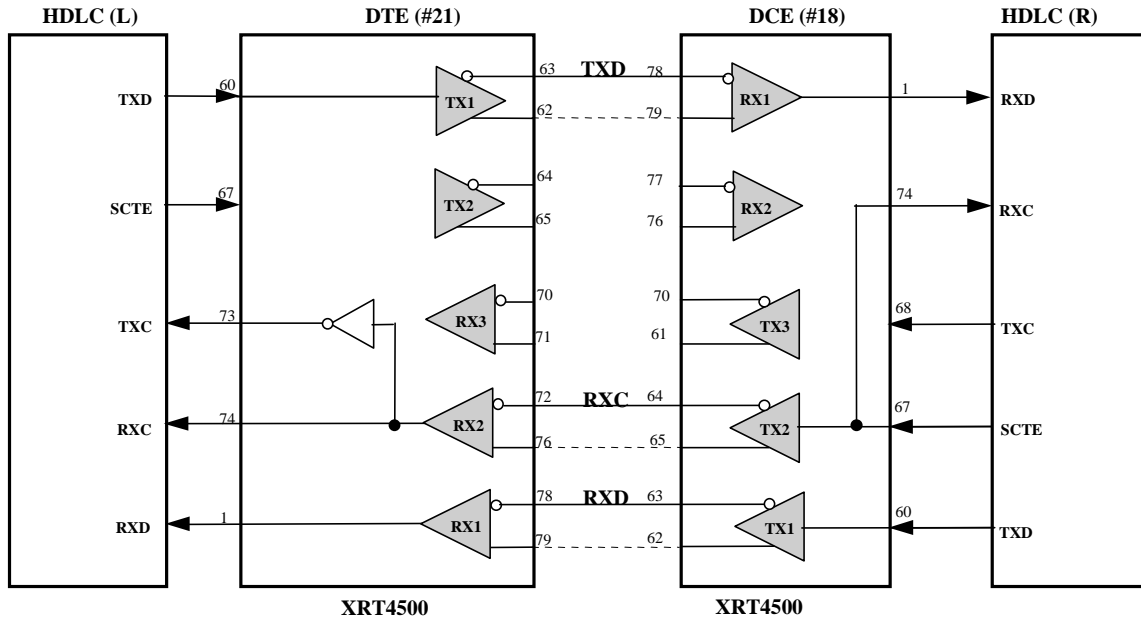 HDLC (L) DTE (#21) DCE (#18) HDLC (R)
63 TXD 78
TXD 60 TX1 RX1 1 RXD
62 79
64 77
SCTE 67 TX2 RX2 74 RXC
65 76
70 70
TXC 73 RX3 TX3 68 TXC
71 61
72 RXC 64
RXC 74 RX2 TX2 67 SCTE
76 65
78 RXD 63
RXD 1 RX1 TX1 60 TXD
79 62
XRT4500 XRT4500